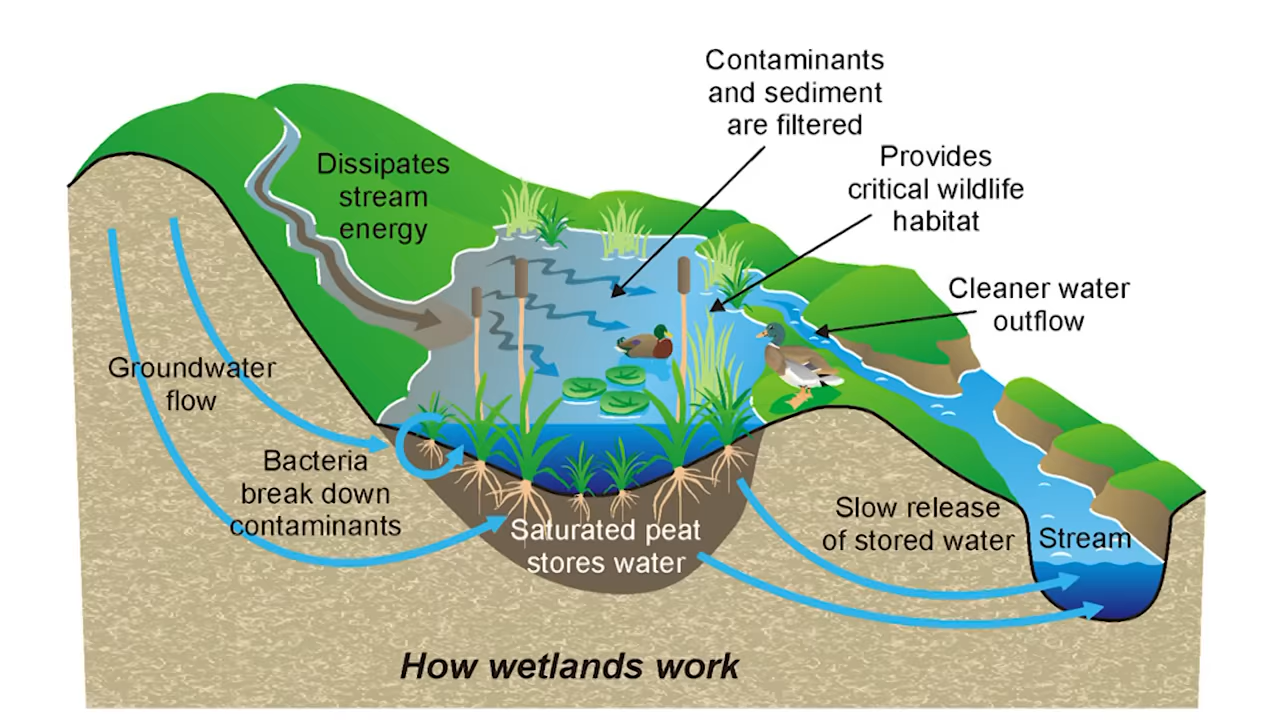 Contaminants
and sediment
are filtered
Provides
critical wildlife
habitat
Dissipates
stream
energy
Cleaner water
outflow
Groundwater
flow
Bacteria
break down
contaminants
Saturated peat
stores water
Slow release
of stored water
Stream
How wetlands work